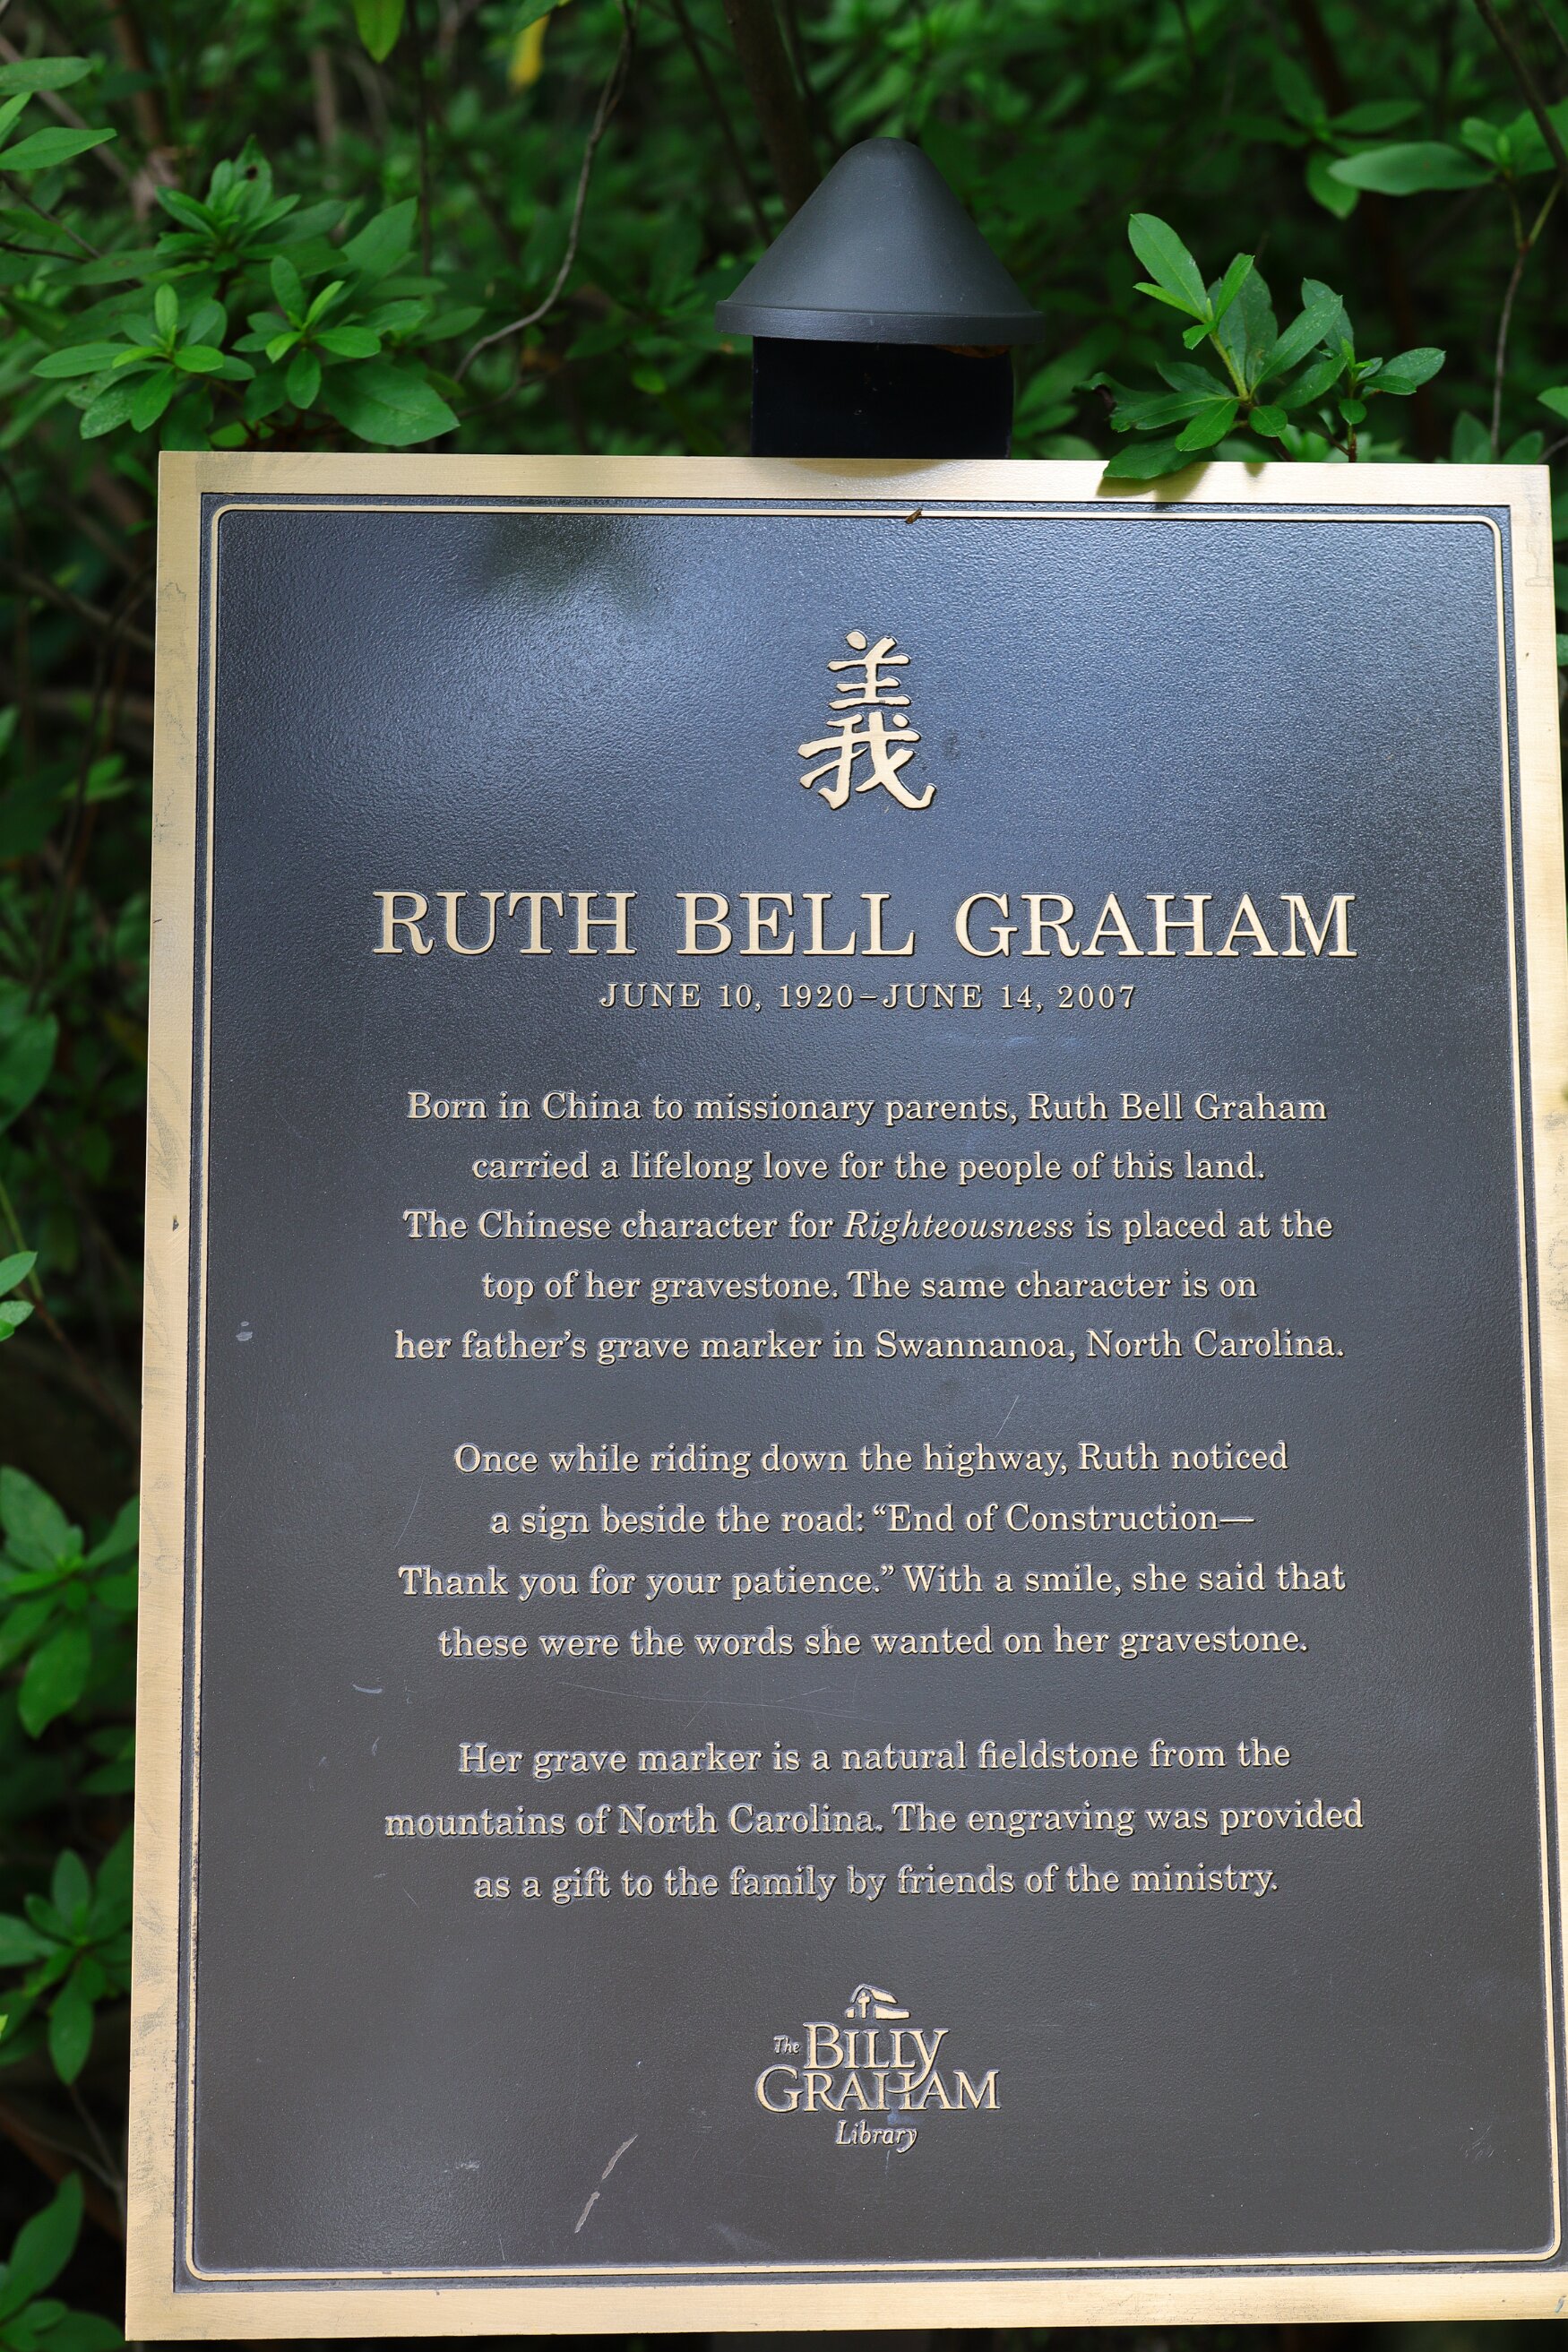 義
RUTH BELL GRAHAM
JUNE 10, 1920–JUNE 14, 2007
Born in China to missionary parents, Ruth Bell Graham
carried a lifelong love for the people of this land.
The Chinese character for Righteousness is placed at the
top of her gravestone. The same character is on
her father’s grave marker in Swannanoa, North Carolina.
Once while riding down the highway, Ruth noticed
a sign beside the road: “End of Construction—
Thank you for your patience.” With a smile, she said that
these were the words she wanted on her gravestone.
Her grave marker is a natural fieldstone from the
mountains of North Carolina. The engraving was provided
as a gift to the family by friends of the ministry.
The BILLY
GRAHAM
Library